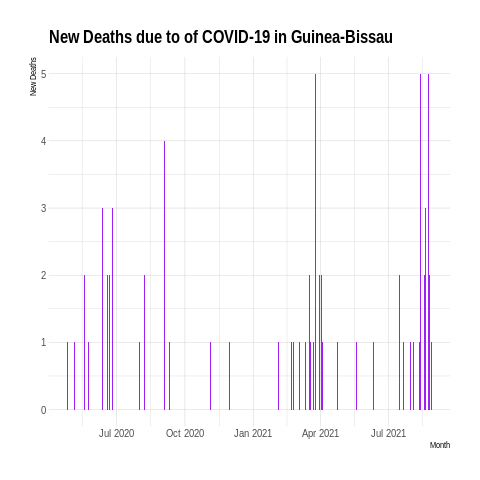 New Deaths due to of COVID-19 in Guinea-Bissau
New Deaths
5
4
3
2
1
0
Jul 2020 Oct 2020 Jan 2021 Apr 2021 Jul 2021
Month